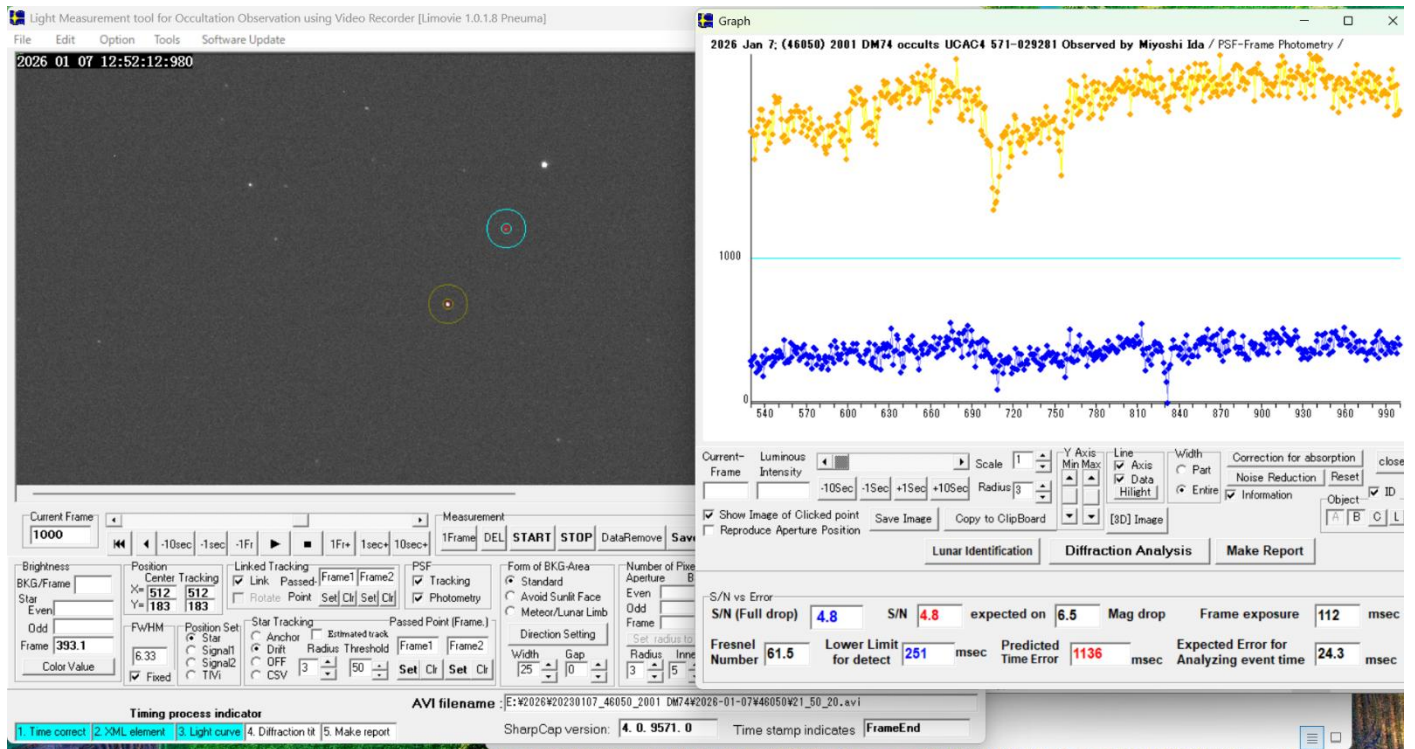 Light Measurement tool for Occultation Observation using Video Recorder [Limovie 1.0.1.8 Pneuma]
File Edit Option Tools Software Update
2026 01 07 12:52:12:980
Graph
2026 Jan 7; (46050) 2001 DM74 occults UCAC4 571-029281 Observed by Miyoshi Ida / PSF-Frame Photometry /
1000
0
540 570 600 630 660 690 720 750 780 810 840 870 900 930 960 990
Current-Frame Luminous Intensity
-10Sec -1Sec +1Sec +10Sec
Scale 1
Radius 3
Y Axis
Min Max
Line
Axis
Data
Hilight
Width
Part
Entire
Correction for absorption
close
Noise Reduction Reset
Information
Object
ID
A B C L
Show Image of Clicked point
Reproduce Aperture Position
Save Image Copy to ClipBoard [3D] Image
Lunar Identification Diffraction Analysis Make Report
S/N vs Error
S/N (Full drop) 4.8 S/N 4.8 expected on 6.5 Mag drop Frame exposure 112 msec
Fresnel Number 61.5 Lower Limit for detect 251 msec Predicted Time Error 1136 msec Expected Error for Analyzing event time 24.3 msec
Current Frame
1000
-10sec -1sec -1Fr 1Fr+ 1sec+ 10sec+
Measurement
1Frame DEL START STOP DataRemove Save
Brightness
BKG/Frame
Star
Even
Odd
Frame 393.1
Color Value
Position
Center Tracking
X= 512 512
Y= 183 183
FWHM
6.33
Fixed
Position Set
Star
Signal1
Signal2
TIVi
Linked Tracking
Link Passed- Frame1 Frame2
Rotate Point Set Clr Set Clr
Star Tracking
Anchor Estimated track
Drift Radius Threshold
OFF 3 50
CSV
Passed Point (Frame.)
Frame1 Frame2
Set Clr Set Clr
PSF
Tracking
Photometry
Form of BKG-Area
Standard
Avoid Sunlit Face
Meteor/Lunar Limb
Direction Setting
Width Gap
25 0
Number of Pixe
Aperture B
Even
Odd
Frame
Set radius to
Radius Inne
3 5
AVI filename : E:¥2026¥20230107_46050_2001 DM74¥2026-01-07¥46050¥21_50_20.avi
Timing process indicator
1. Time correct 2. XML element 3. Light curve 4. Diffraction tit 5. Make report
SharpCap version: 4. 0. 9571. 0 Time stamp indicates FrameEnd